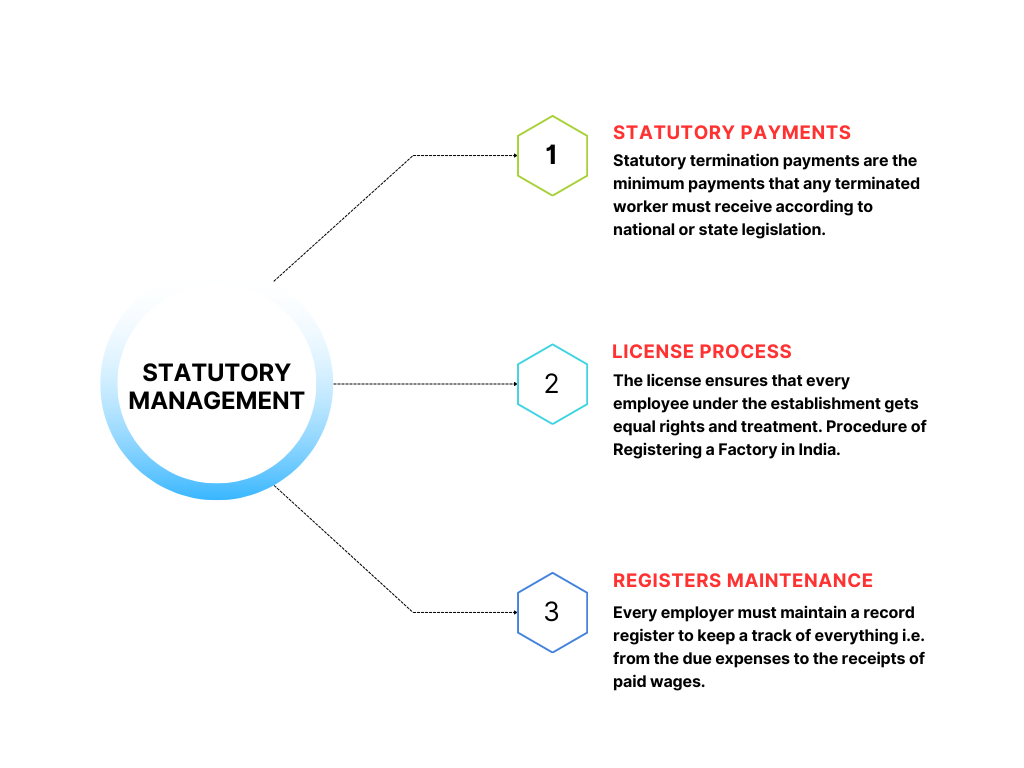 STATUTORY
MANAGEMENT
1
STATUTORY PAYMENTS
Statutory termination payments are the
minimum payments that any terminated
worker must receive according to
national or state legislation.
2
LICENSE PROCESS
The license ensures that every
employee under the establishment gets
equal rights and treatment. Procedure of
Registering a Factory in India.
3
REGISTERS MAINTENANCE
Every employer must maintain a record
register to keep a track of everything i.e.
from the due expenses to the receipts of
paid wages.